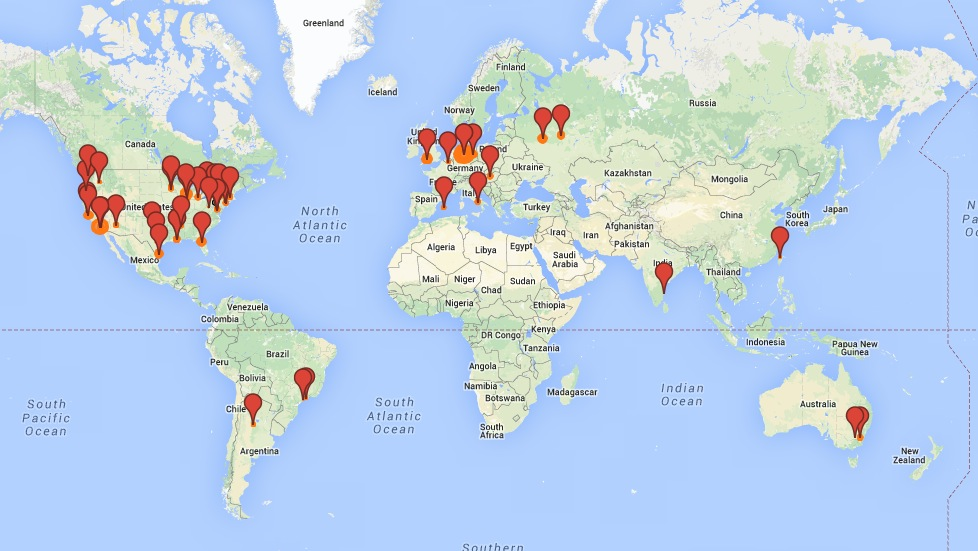 Greenland
Iceland
Finland
Sweden
Norway
Russia
Canada
Germany
Ukraine
Kazakhstan
Mongolia
Spain
Turkey
China
South
Korea
Japan
North
Atlantic
Ocean
Mexico
Algeria
Libya
Egypt
Iraq
Iran
Afghanistan
Pakistan
Saudi
Arabia
India
Thailand
Mali
Niger
Chad
Sudan
Nigeria
Ethiopia
Venezuela
Colombia
DR Congo
Kenya
Tanzania
Indonesia
Papua New
Guinea
Peru
Brazil
Bolivia
Angola
Namibia
Botswana
Madagascar
Chile
Argentina
South
Africa
South
Pacific
Ocean
South
Atlantic
Ocean
Indian
Ocean
Australia
New
Zealand
Southern